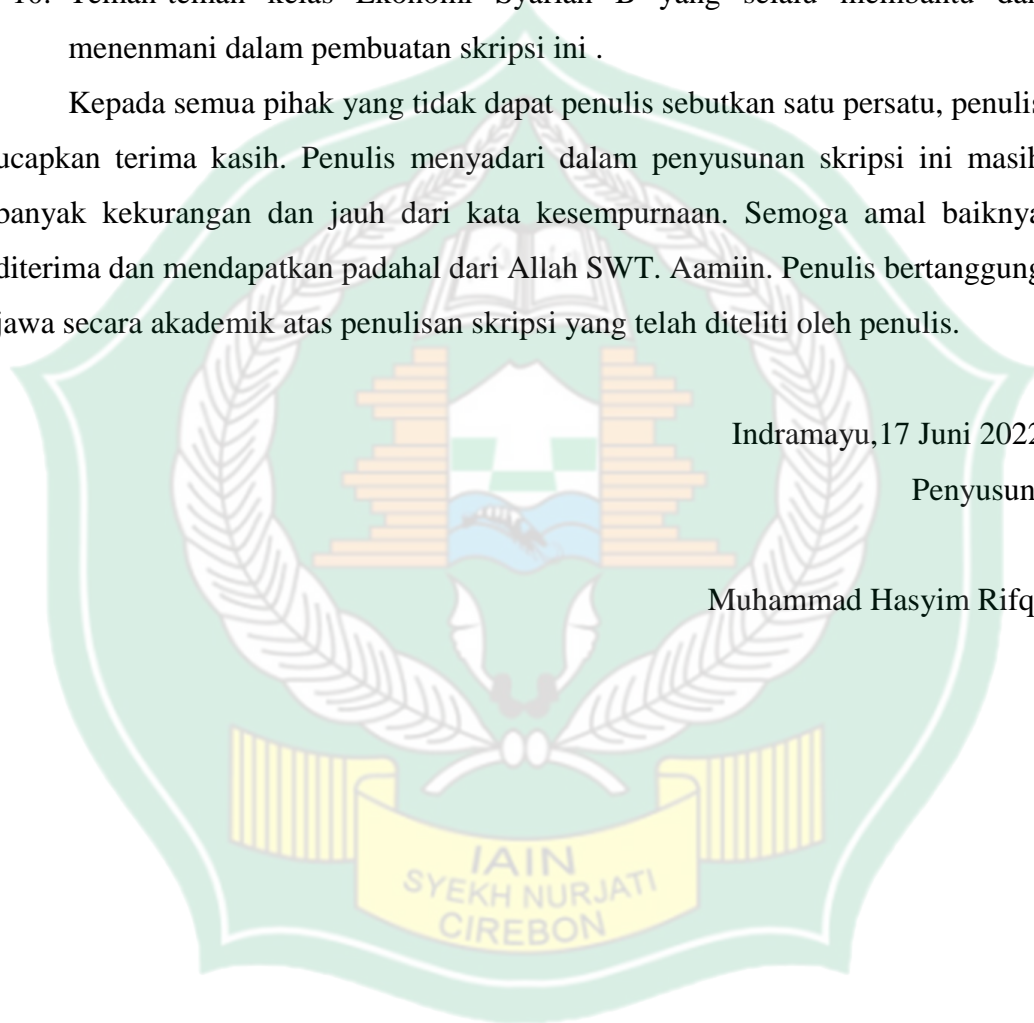 10. Teman-teman kelas Ekonomi Syariah B yang selalu membantu dan
menenmani dalam pembuatan skripsi ini .
Kepada semua pihak yang tidak dapat penulis sebutkan satu persatu, penulis
ucapkan terima kasih. Penulis menyadari dalam penyusunan skripsi ini masih
banyak kekurangan dan jauh dari kata kesempurnaan. Semoga amal baiknya
diterima dan mendapatkan padahal dari Allah SWT. Aamiin. Penulis bertanggung
jawa secara akademik atas penulisan skripsi yang telah diteliti oleh penulis.
Indramayu,17 Juni 2022
Penyusun
Muhammad Hasyim Rifq
IAIN
SYEKH NURJATI
CIREBON